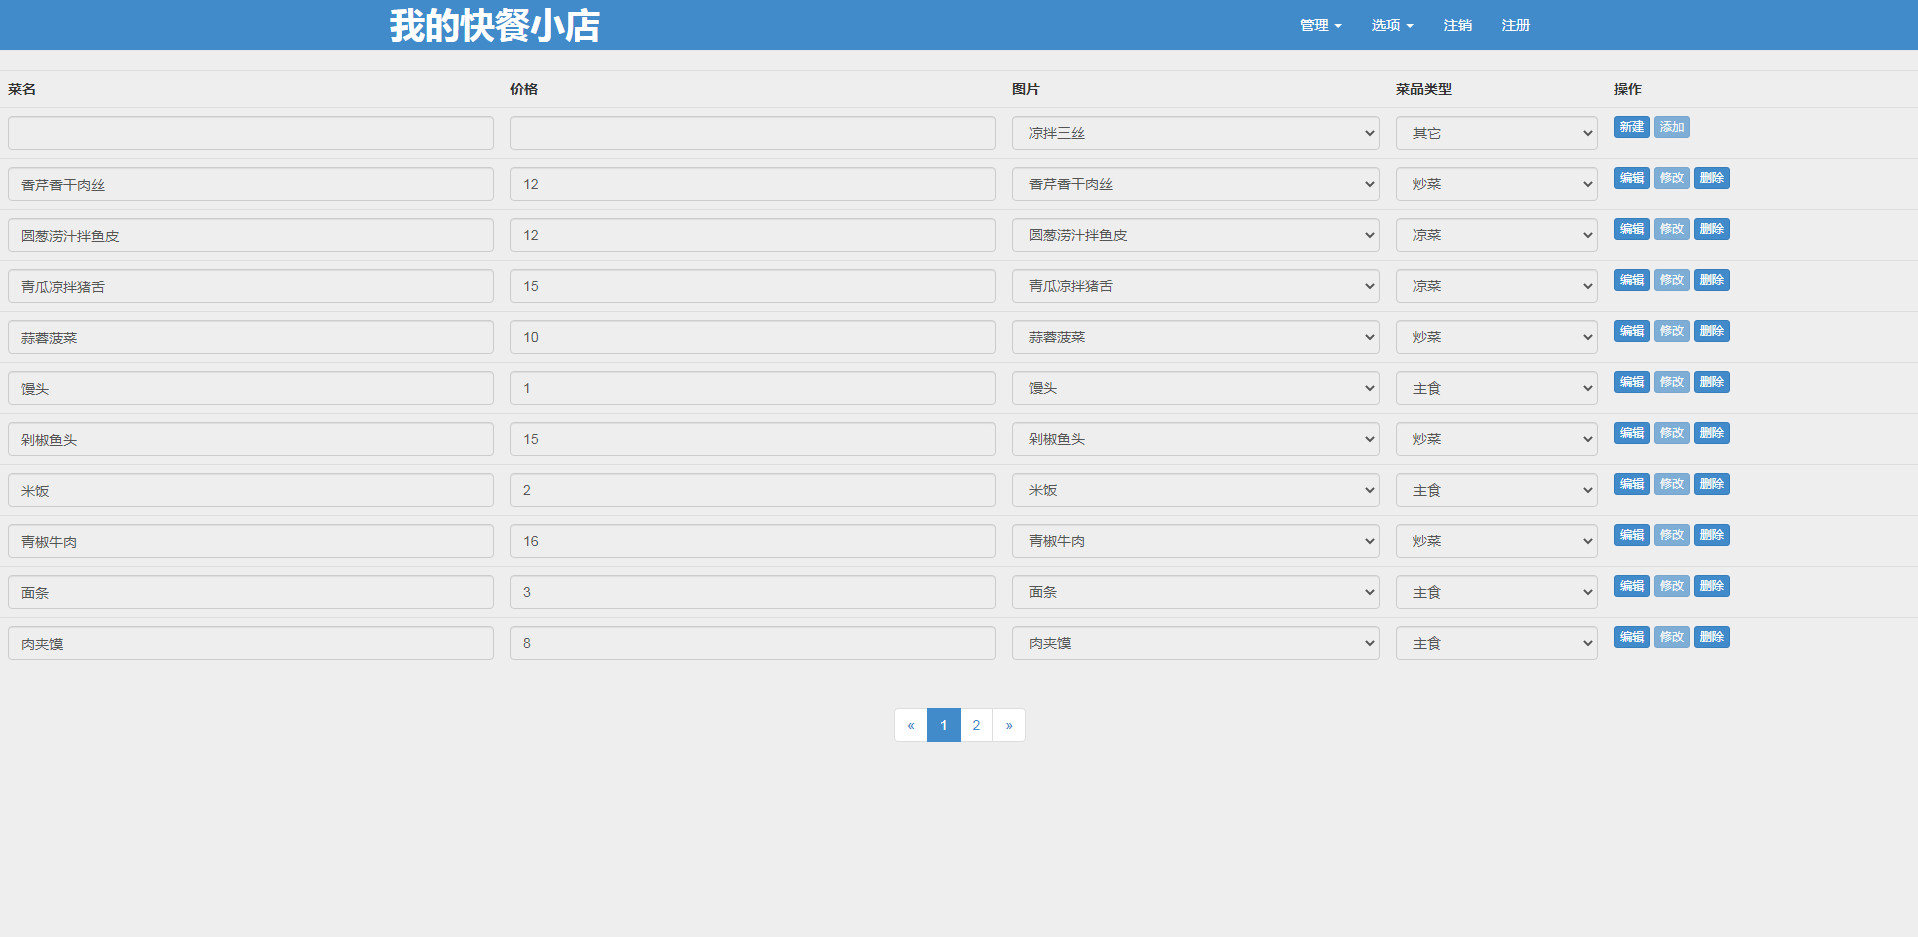 我的快餐小店 管理 选项 注销 注册
菜名 价格 图片 菜品类型 操作
凉拌三丝 其它 新建 添加
香芹香干肉丝 12 香芹香干肉丝 炒菜 编辑 修改 删除
圆葱涝汁拌鱼皮 12 圆葱涝汁拌鱼皮 凉菜 编辑 修改 删除
青瓜凉拌猪舌 15 青瓜凉拌猪舌 凉菜 编辑 修改 删除
蒜蓉菠菜 10 蒜蓉菠菜 炒菜 编辑 修改 删除
馒头 1 馒头 主食 编辑 修改 删除
剁椒鱼头 15 剁椒鱼头 炒菜 编辑 修改 删除
米饭 2 米饭 主食 编辑 修改 删除
青椒牛肉 16 青椒牛肉 炒菜 编辑 修改 删除
面条 3 面条 主食 编辑 修改 删除
肉夹馍 8 肉夹馍 主食 编辑 修改 删除
« 1 2 »